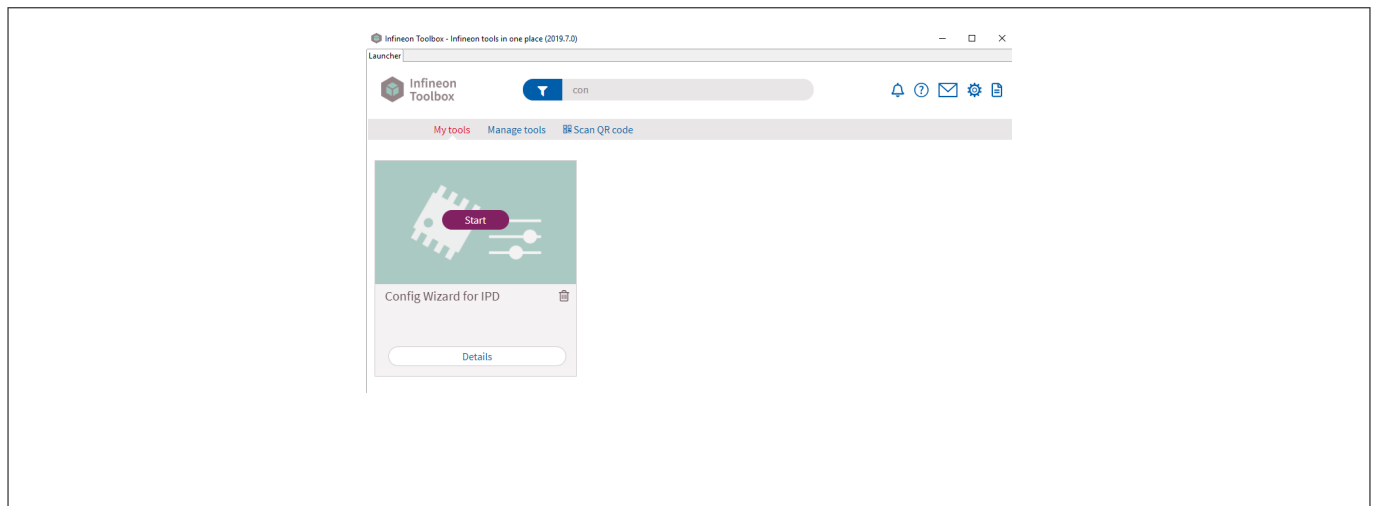 Infineon Toolbox - Infineon tools in one place (2019.7.0)
Launcher
Infineon
Toolbox
con
My tools Manage tools Scan QR code
Start
Config Wizard for IPD
Details